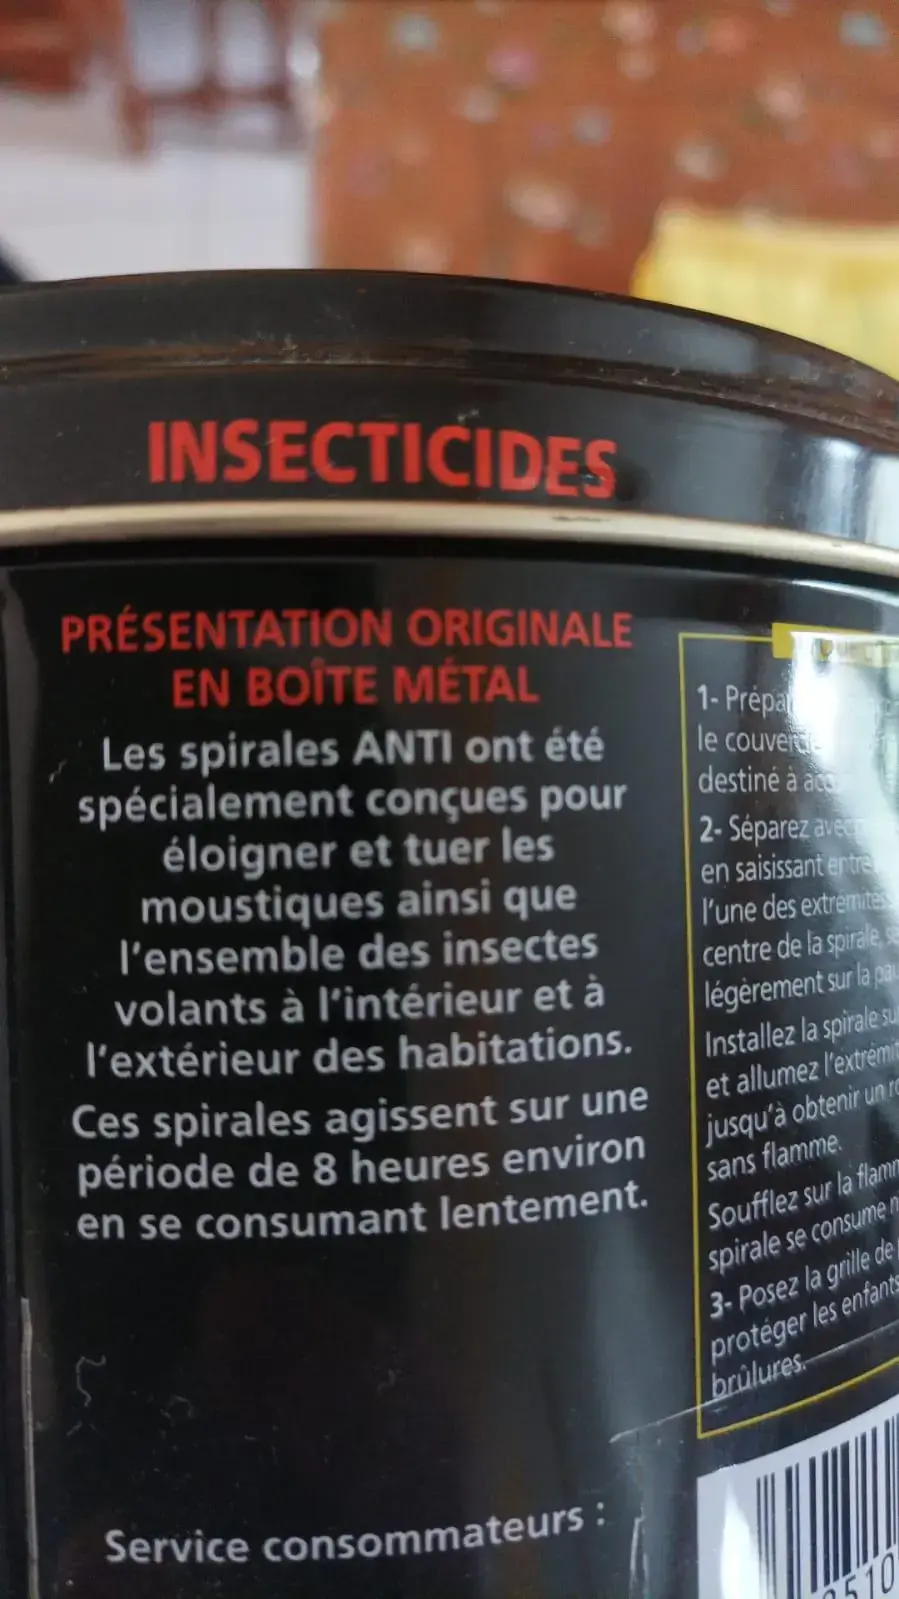 INSECTICIDES
PRÉSENTATION ORIGINALE
EN BOÎTE MÉTAL
Les spirales ANTI ont été
spécialement conçues pour
éloigner et tuer les
moustiques ainsi que
l'ensemble des insectes
volants à l'intérieur et à
l'extérieur des habitations.
Ces spirales agissent sur une
période de 8 heures environ
en se consumant lentement.
Service consommateurs :
1-
le
destiné à
2- Séparez
en saisissant entre
l'une des extrémités
centre de la spirale,
légèrement sur la
Installez la spirale
et allumez
jusqu'à obtenir un
sans flamme.
Soufflez sur la
spirale se consume
3- Posez la grille de
protéger les enfants
brûlures.